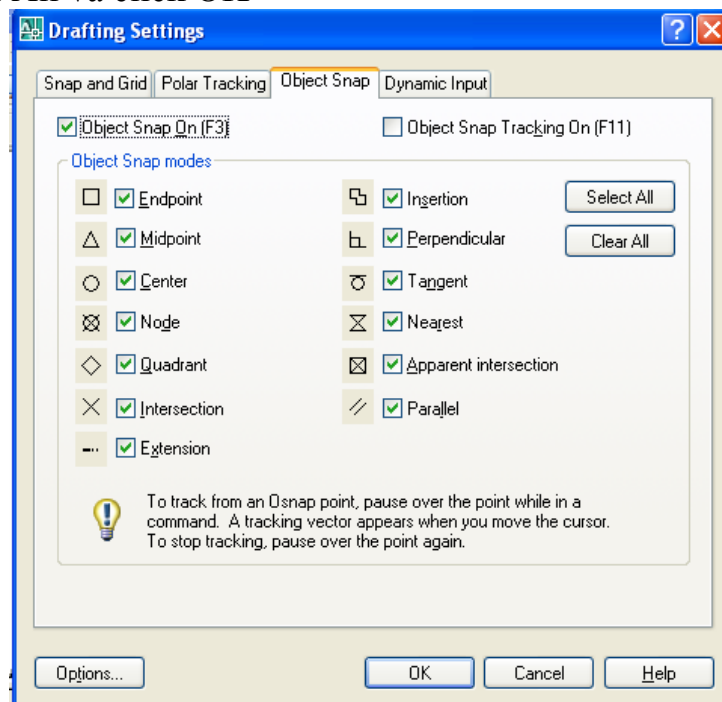 và click OK
Drafting Settings
Snap and Grid Polar Tracking Object Snap Dynamic Input
Object Snap On (F3) Object Snap Tracking On (F11)
Object Snap modes
Endpoint Insertion Select All
Midpoint Perpendicular Clear All
Center Tangent
Node Nearest
Quadrant Apparent intersection
Intersection Parallel
Extension
To track from an Osnap point, pause over the point while in a
command. A tracking vector appears when you move the cursor.
To stop tracking, pause over the point again.
Options... OK Cancel Help